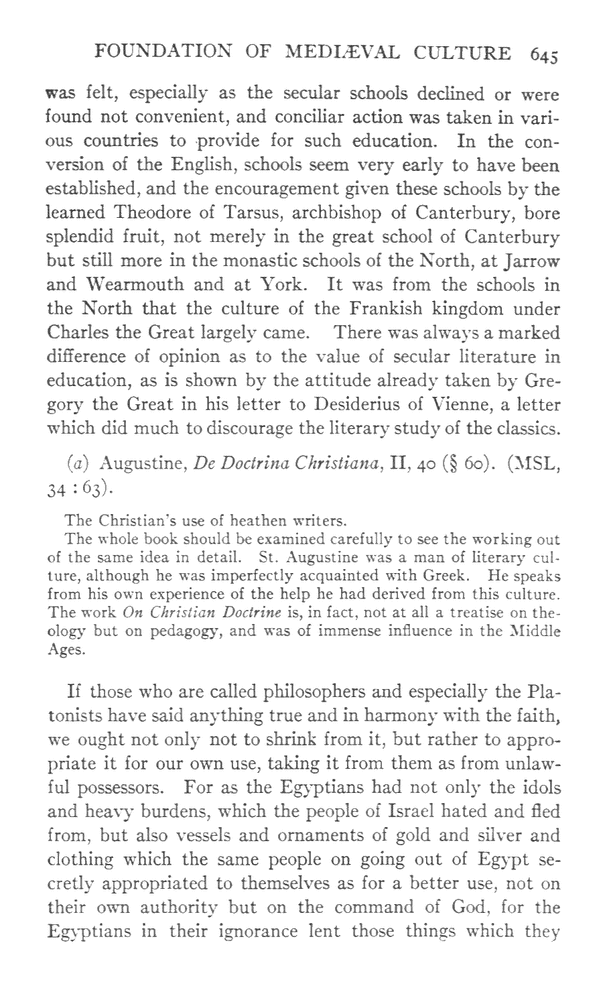 FOUNDATION OF MEDIÆVAL CULTURE 645
was felt, especially as the secular schools declined or were
found not convenient, and conciliar action was taken in vari-
ous countries to provide for such education. In the con-
version of the English, schools seem very early to have been
established, and the encouragement given these schools by the
learned Theodore of Tarsus, archbishop of Canterbury, bore
splendid fruit, not merely in the great school of Canterbury
but still more in the monastic schools of the North, at Jarrow
and Wearmouth and at York. It was from the schools in
the North that the culture of the Frankish kingdom under
Charles the Great largely came. There was always a marked
difference of opinion as to the value of secular literature in
education, as is shown by the attitude already taken by Gre-
gory the Great in his letter to Desiderius of Vienne, a letter
which did much to discourage the literary study of the classics.
(a) Augustine, De Doctrina Christiana, II, 40 (§ 60). (MSL,
34 : 63).
The Christian's use of heathen writers.
The whole book should be examined carefully to see the working out
of the same idea in detail. St. Augustine was a man of literary cul-
ture, although he was imperfectly acquainted with Greek. He speaks
from his own experience of the help he had derived from this culture.
The work On Christian Doctrine is, in fact, not at all a treatise on the-
ology but on pedagogy, and was of immense influence in the Middle
Ages.
If those who are called philosophers and especially the Pla-
tonists have said anything true and in harmony with the faith,
we ought not only not to shrink from it, but rather to appro-
priate it for our own use, taking it from them as from unlaw-
ful possessors. For as the Egyptians had not only the idols
and heavy burdens, which the people of Israel hated and fled
from, but also vessels and ornaments of gold and silver and
clothing which the same people on going out of Egypt se-
cretly appropriated to themselves as for a better use, not on
their own authority but on the command of God, for the
Egyptians in their ignorance lent those things which they